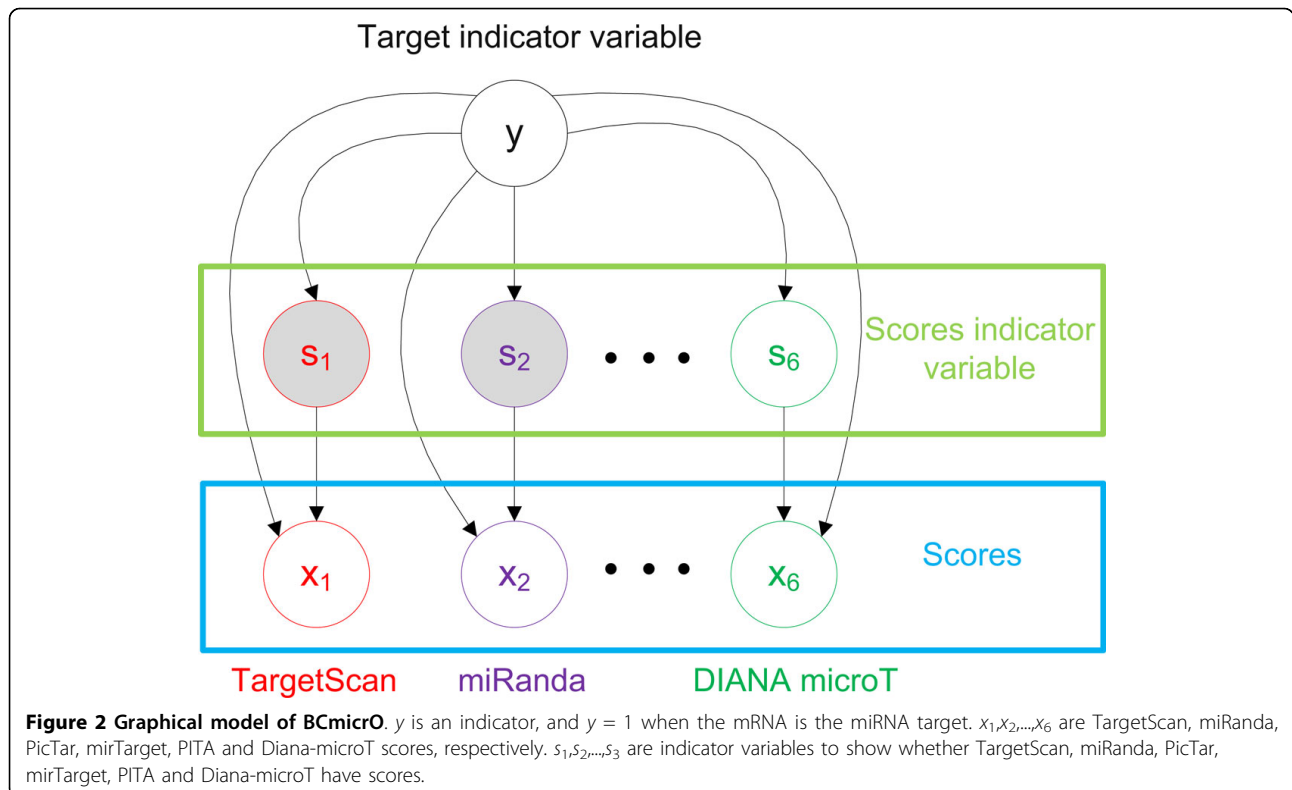 Target indicator variable
y
s1 s2 • • • s6 Scores indicator
variable
x1 x2 • • • x6 Scores
TargetScan miRanda DIANA microT
Figure 2 Graphical model of BCmicrO. y is an indicator, and y = 1 when the mRNA is the miRNA target. x1,x2,...,x6 are TargetScan, miRanda,
PicTar, mirTarget, PITA and Diana-microT scores, respectively. s1,s2,...,s3 are indicator variables to show whether TargetScan, miRanda, PicTar,
mirTarget, PITA and Diana-microT have scores.